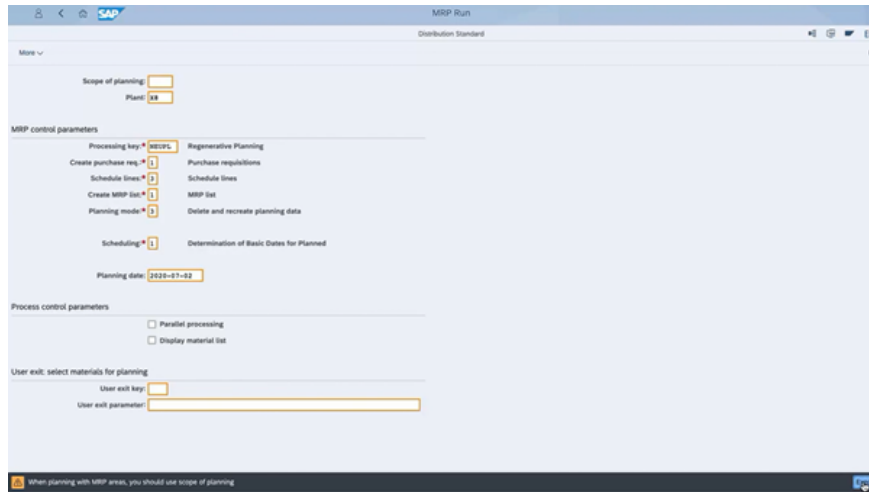 SAP
MRP Run
Distribution Standard
More
Scope of planning:
Plant:
MRP control parameters
Processing key:* NEUPL Regenerative Planning
Create purchase req.:* 1 Purchase requisitions
Schedule lines:* 3 Schedule lines
Create MRP list:* 1 MRP list
Planning mode:* 3 Delete and recreate planning data
Scheduling:* 1 Determination of Basic Dates for Planned
Planning date: 2020-07-02
Process control parameters
Parallel processing
Display material list
User exit: select materials for planning
User exit key:
User exit parameter:
When planning with MRP areas, you should use scope of planning